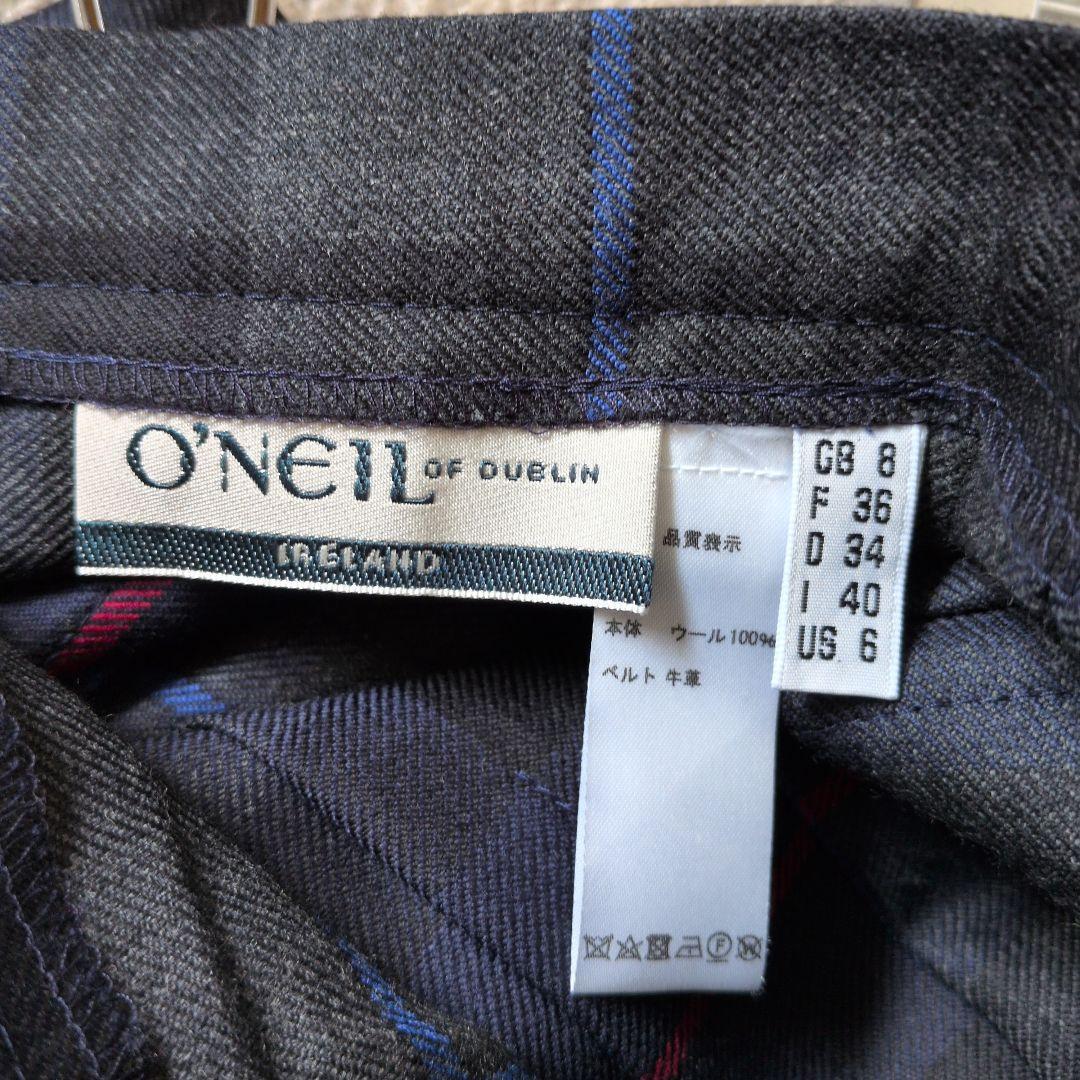 O'NEIL OF DUBLIN
IRELAND
品質表示
本体 ウール100%
ベルト 牛革
GB 8
F 36
D 34
I 40
US 6
F